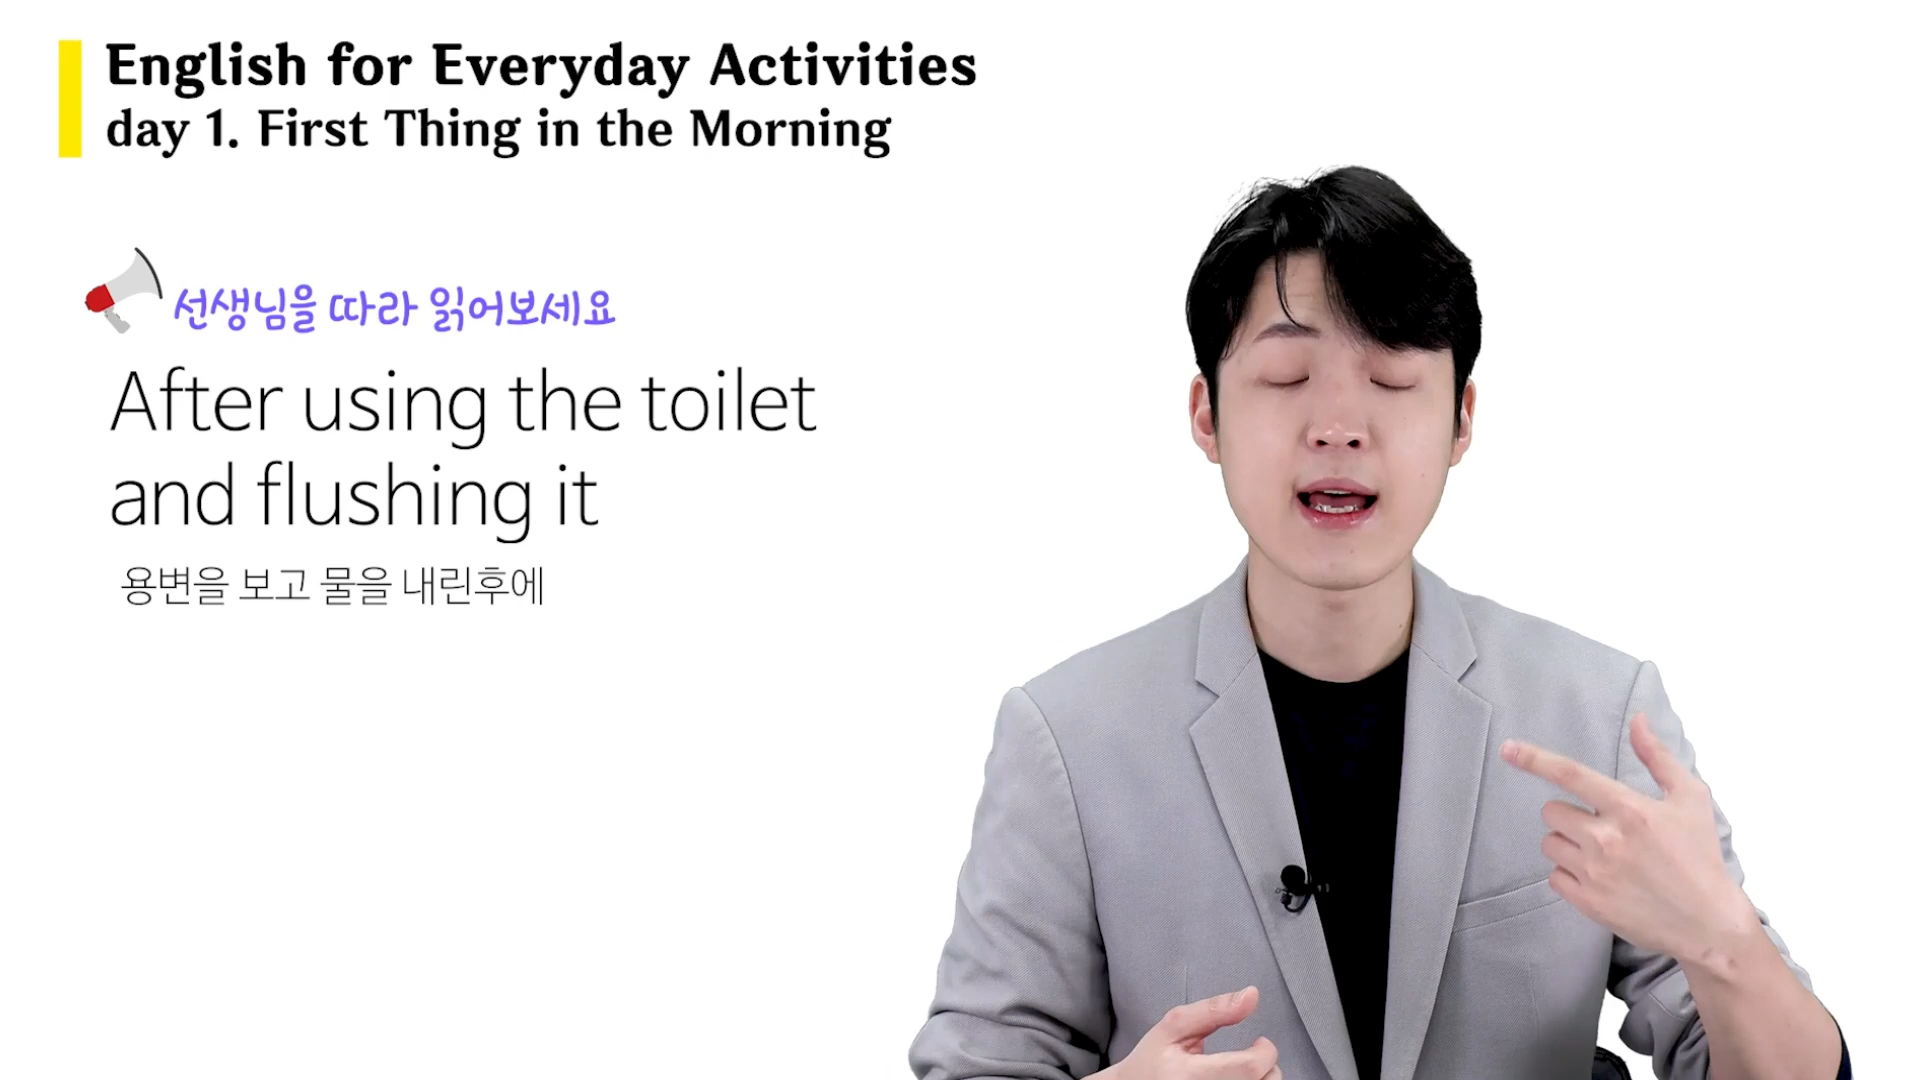 English for Everyday Activities
day 1. First Thing in the Morning
선생님을 따라 읽어보세요
After using the toilet
and flushing it
용변을 보고 물을 내린후에